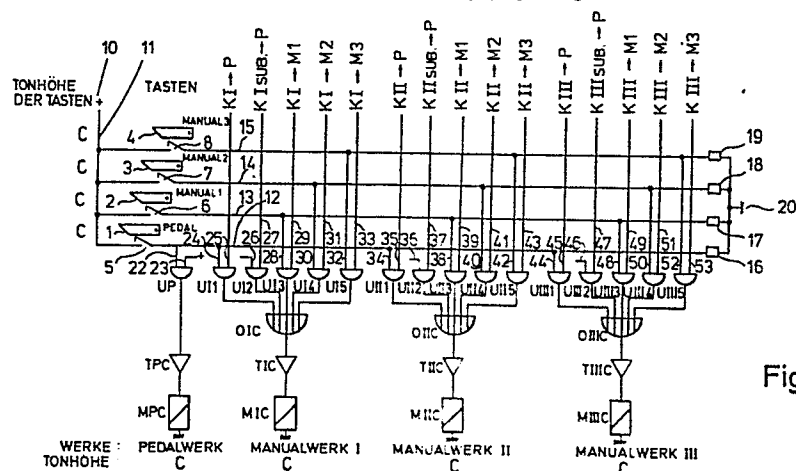 10
11
TONHÖHE DER TASTEN
+
TASTEN
K I → P
K I SUB. → P
K I → M1
K I → M2
K I → M3
K II → P
K II SUB. → P
K II → M1
K II → M2
K II → M3
K III → P
K III SUB. → P
K III → M1
K III → M2
K III → M3
C 4 MANUAL 3 8 15 19
C 3 MANUAL 2 7 14 18
C 2 MANUAL 1 6 13 12 20
C 1 PEDAL 17
5 22 23 24 25 26 27 28 29 30 31 32 33 34 35 36 37 38 39 40 41 42 43 44 45 46 47 48 49 50 51 52 53 16
UP UI1 UI2 UI3 UI4 UI5 UII1 UII2 UII3 UII4 UII5 UIII1 UIII2 UIII3 UIII4 UIII5
OIC OIIC OIIIC
TPC TIC TIIC TIIIC
Fig
MPC MIC MIIC MIIIC
WERKE: PEDALWERK MANUALWERK I MANUALWERK II MANUALWERK III
TONHÖHE C C C C